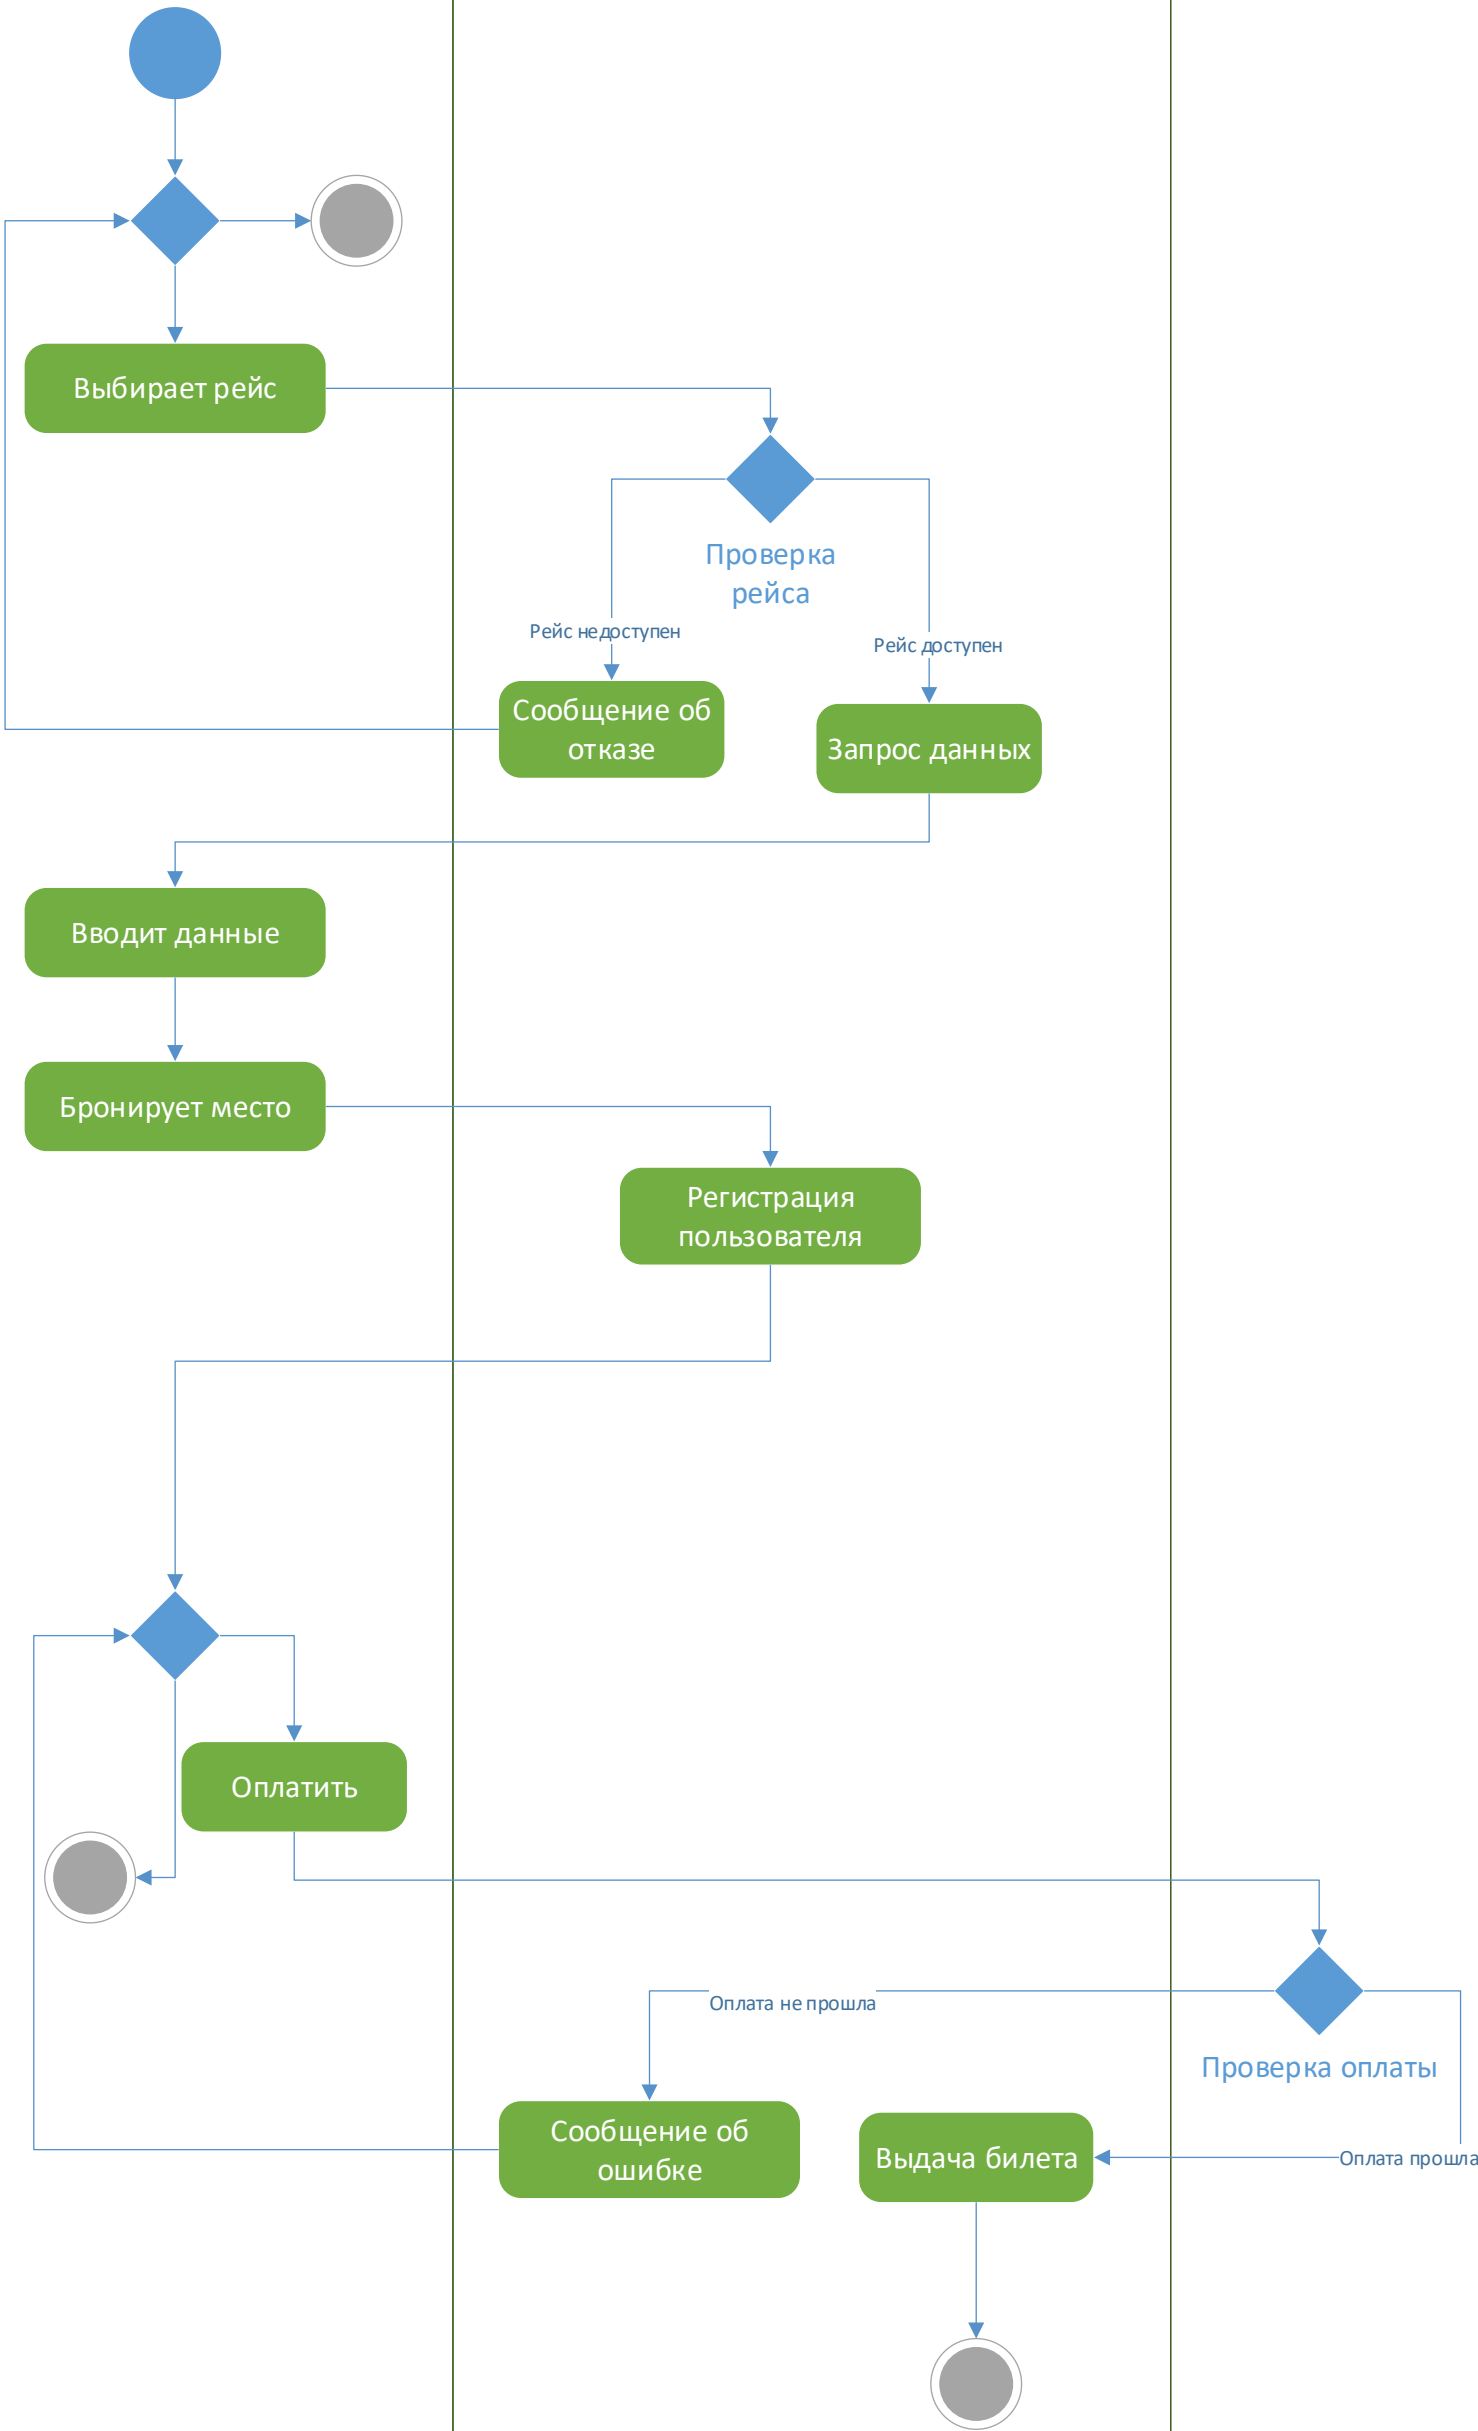 Выбирает рейс
Проверка
рейса
Рейс недоступен
Рейс доступен
Сообщение об
отказе
Запрос данных
Вводит данные
Бронирует место
Регистрация
пользователя
Оплатить
Оплата не прошла
Проверка оплаты
Сообщение об
ошибке
Выдача билета
Оплата прошла